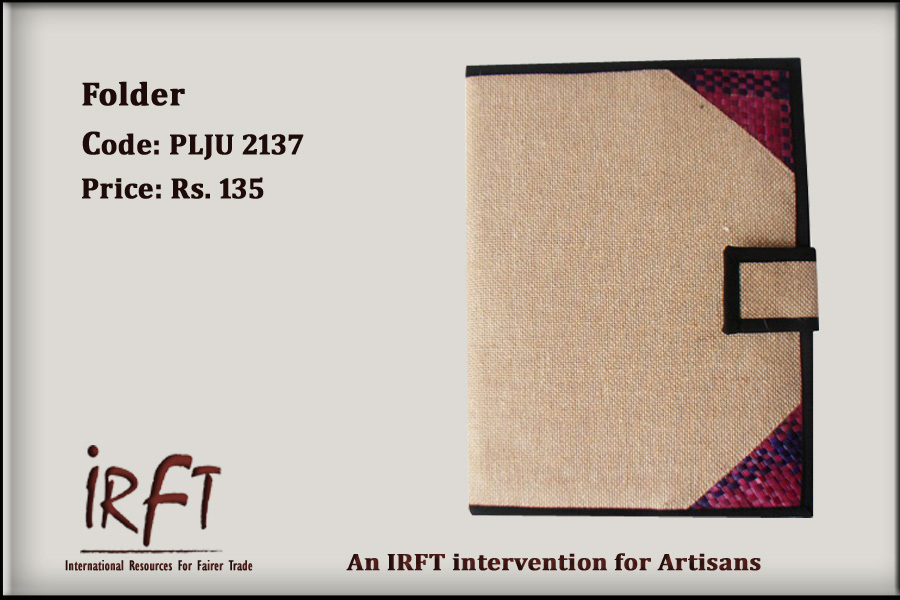 Folder
Code: PLJU 2137
Price: Rs. 135
iRFT
International Resources For Fairer Trade
An IRFT intervention for Artisans